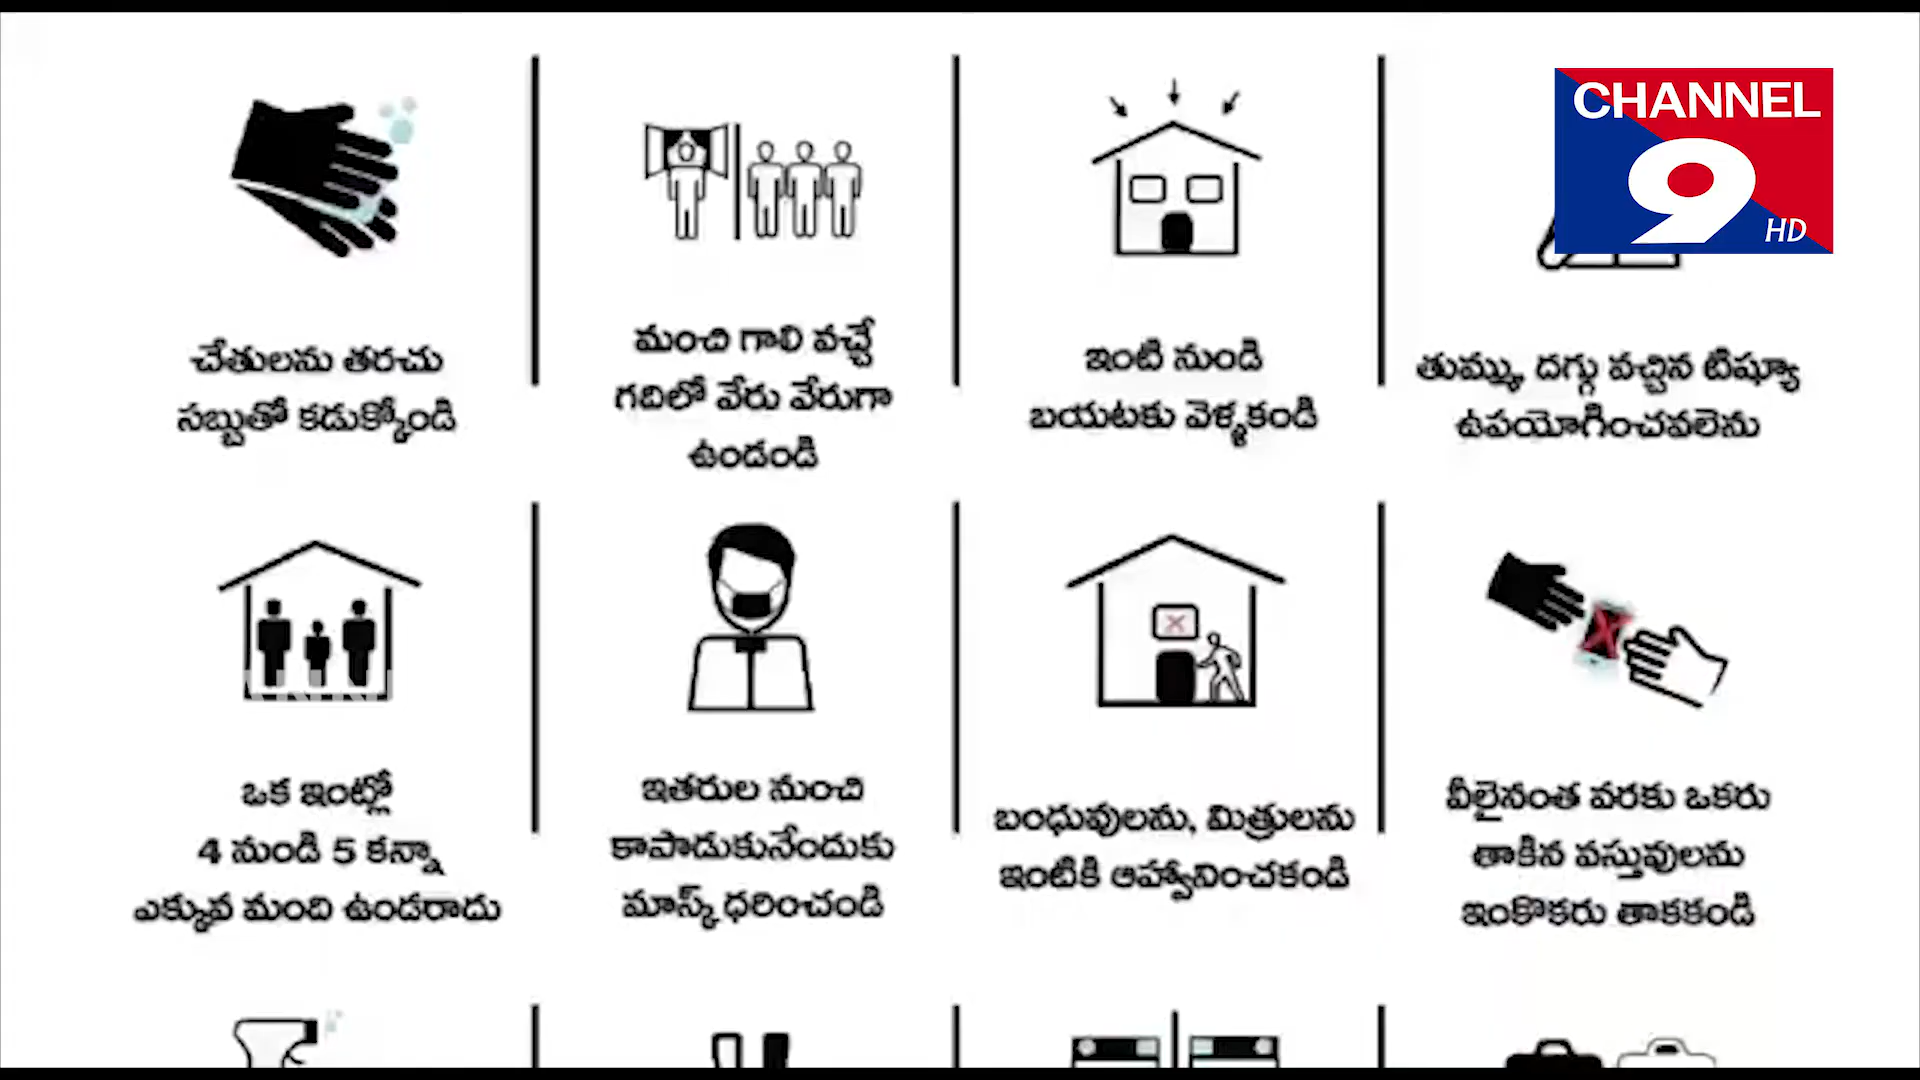 CHANNEL
9
HD
చేతులను తరచు
సబ్బుతో కడుక్కోండి
మంచి గాలి వచ్చే
గదిలో వేరు వేరుగా
ఉండండి
ఇంటి నుండి
బయటకు వెళ్ళకండి
తుమ్ము, దగ్గు వచ్చిన టిష్యూ
ఉపయోగించవలెను
ఒక ఇంట్లో
4 నుండి 5 కన్నా
ఎక్కువ మంది ఉండరాదు
ఇతరుల నుంచి
కాపాడుకునేందుకు
మాస్క్ ధరించండి
బంధువులను, మిత్రులను
ఇంటికి ఆహ్వానించకండి
వీలైనంత వరకు ఒకరు
తాకిన వస్తువులను
ఇంకొకరు తాకకండి